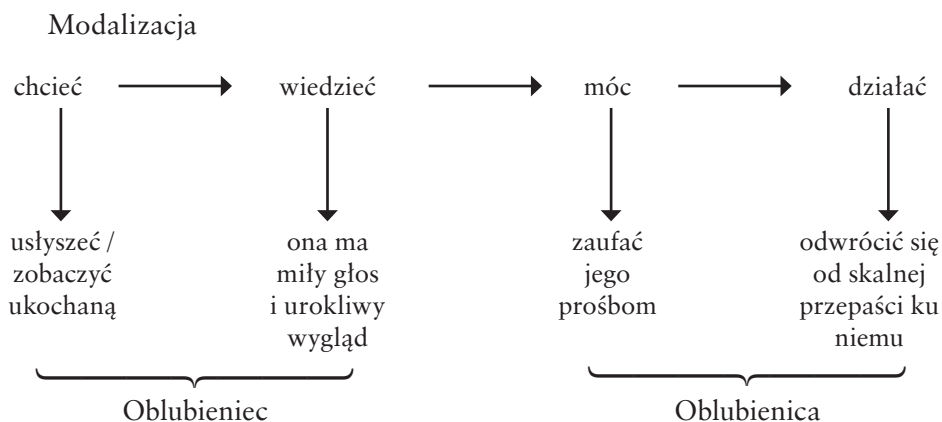 Modalizacja
chcieć wiedzieć móc działać
usłyszeć /
zobaczyć
ukochaną
ona ma
miły głos
i urokliwy
wygląd
zaufać
jego
prośbom
odwrócić się
od skalnej
przepaści ku
niemu
Oblubieniec
Oblubienica